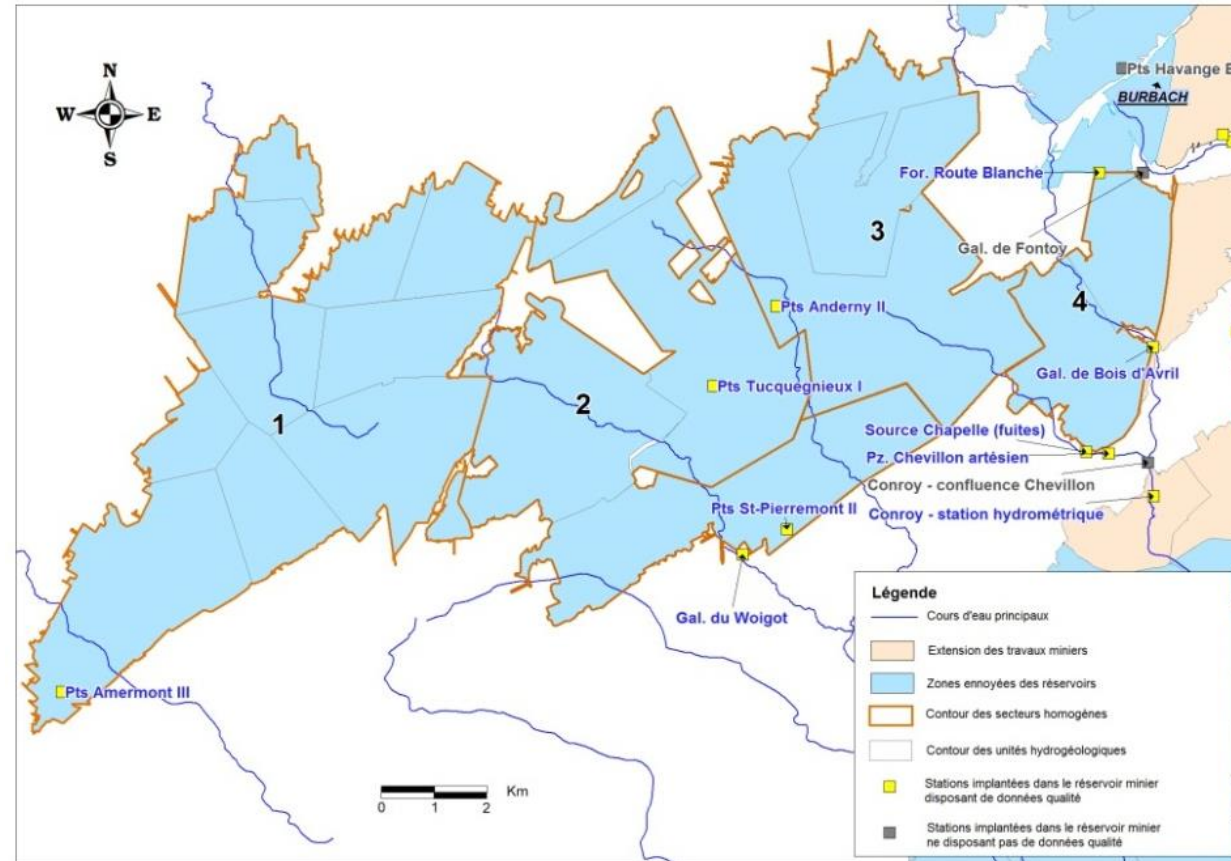 N
W E
S
Pts Havange
BURBACH
For. Route Blanche
3
Gal. de Fontoy
4
Pts Anderny II
Gal. de Bois d'Avril
Pts Tucquegnieux I
2
1
Source Chapelle (fuites)
Pz. Chevillon artésien
Conroy - confluence Chevillon
Conroy - station hydrométrique
Pts St-Pierremont II
Gal. du Woigot
Pts Amermont III
Km
0 1 2
Légende
Cours d'eau principaux
Extension des travaux miniers
Zones ennoyées des réservoirs
Contour des secteurs homogènes
Contour des unités hydrogéologiques
Stations implantées dans le réservoir minier
disposant de données qualité
Stations implantées dans le réservoir minier
ne disposant pas de données qualité